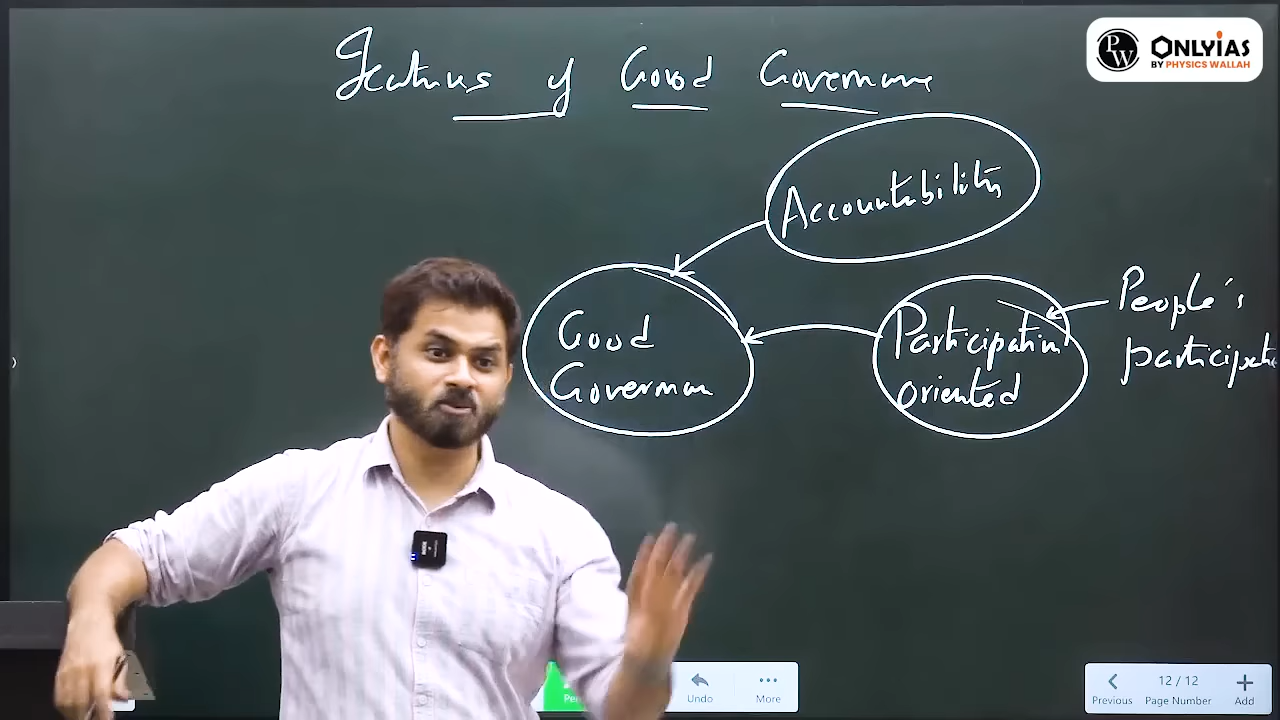 Features of Good Governance
PW ONLYIAS
BY PHYSICS WALLAH
Accountability
Good
Governance
Participation
oriented
People's
participati
Undo
More
Previous
12 / 12
Page Number
Add